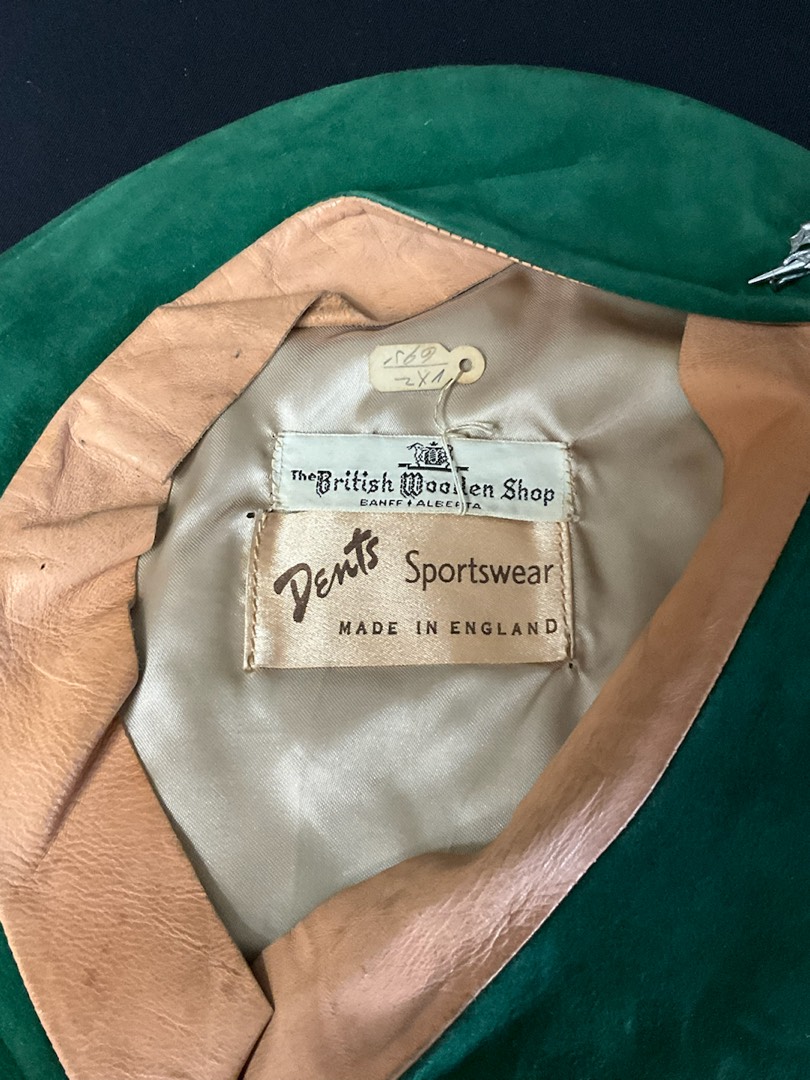 The British Woollen Shop
BANFF ♦ ALBERTA
Dents Sportswear
MADE IN ENGLAND